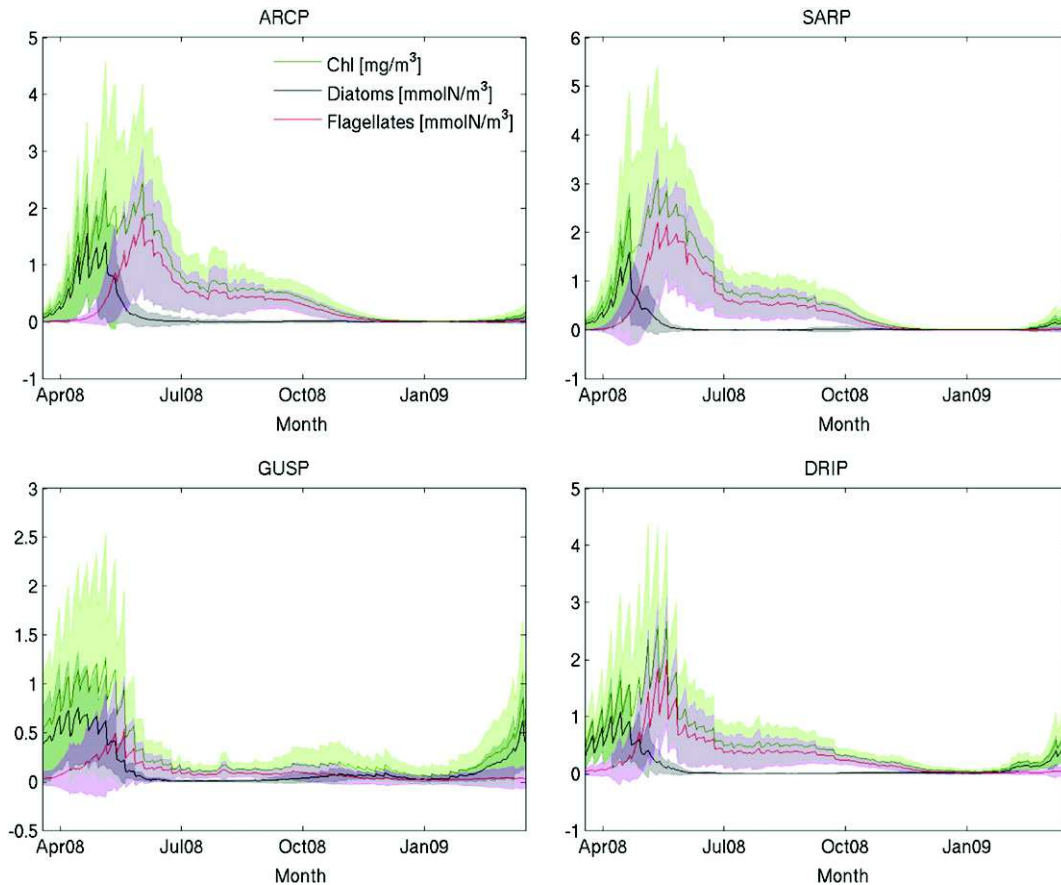 ARCP
5
4
3
2
1
0
-1
Chl [mg/m³]
Diatoms [mmolN/m³]
Flagellates [mmolN/m³]
Apr08 Jul08 Oct08 Jan09
Month
SARP
6
5
4
3
2
1
0
-1
Apr08 Jul08 Oct08 Jan09
Month
GUSP
3
2.5
2
1.5
1
0.5
0
-0.5
Apr08 Jul08 Oct08 Jan09
Month
DRIP
5
4
3
2
1
0
-1
Apr08 Jul08 Oct08 Jan09
Month